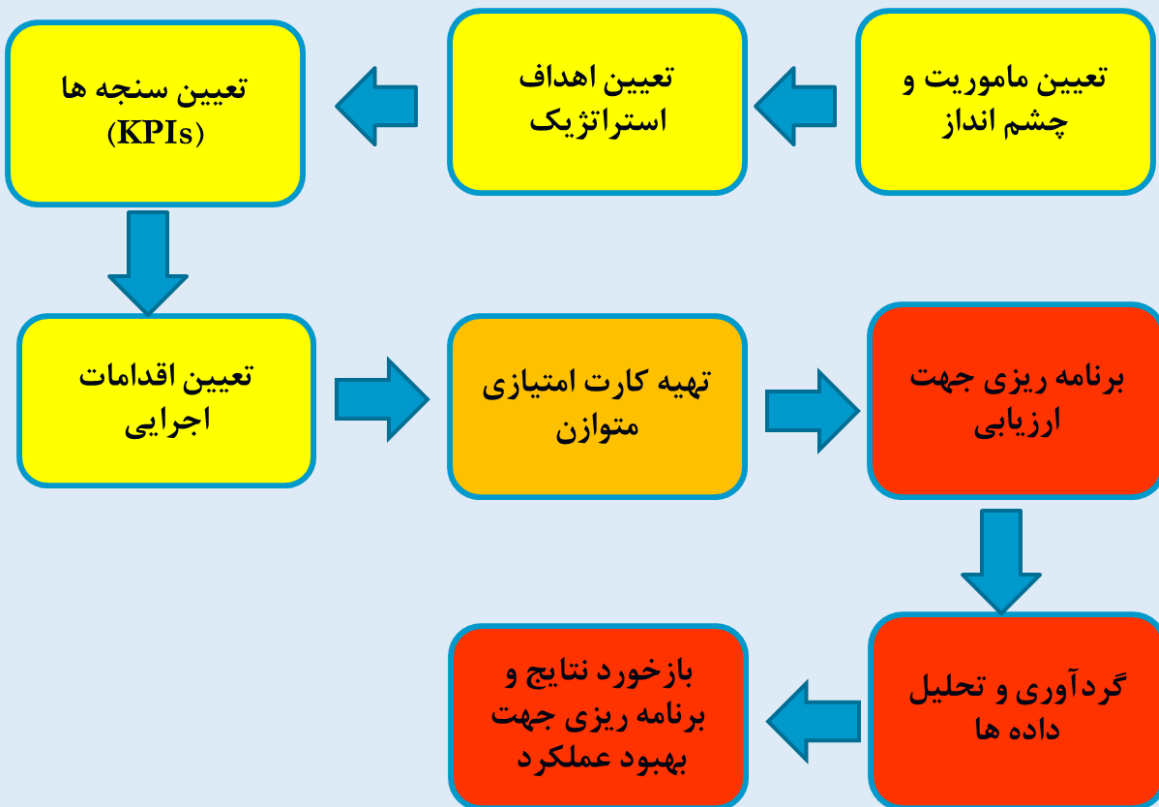 تعیین ماموریت و
چشم انداز
تعیین اهداف
استراتژیک
تعیین سنجه ها
(KPIs)
تعیین اقدامات
اجرایی
تهیه کارت امتیازی
متوازن
برنامه ریزی جهت
ارزیابی
گردآوری و تحلیل
داده ها
بازخورد نتایج و
برنامه ریزی جهت
بهبود عملکرد